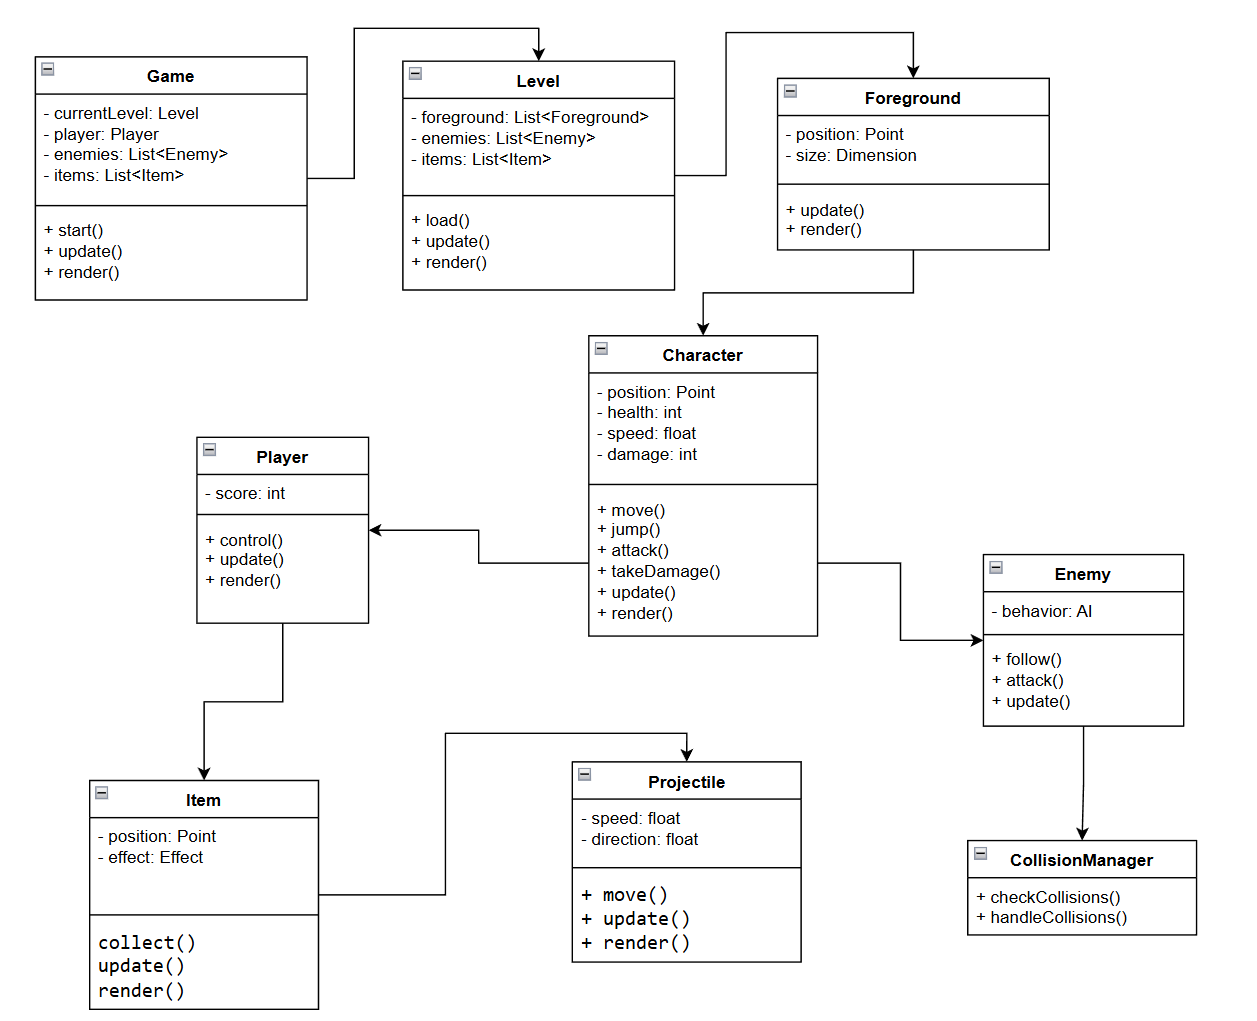 Game
- currentLevel: Level
- player: Player
- enemies: List<Enemy>
- items: List<Item>
+ start()
+ update()
+ render()
Level
- foreground: List<Foreground>
- enemies: List<Enemy>
- items: List<Item>
+ load()
+ update()
+ render()
Foreground
- position: Point
- size: Dimension
+ update()
+ render()
Character
- position: Point
- health: int
- speed: float
- damage: int
+ move()
+ jump()
+ attack()
+ takeDamage()
+ update()
+ render()
Player
- score: int
+ control()
+ update()
+ render()
Enemy
- behavior: AI
+ follow()
+ attack()
+ update()
Item
- position: Point
- effect: Effect
collect()
update()
render()
Projectile
- speed: float
- direction: float
+ move()
+ update()
+ render()
CollisionManager
+ checkCollisions()
+ handleCollisions()